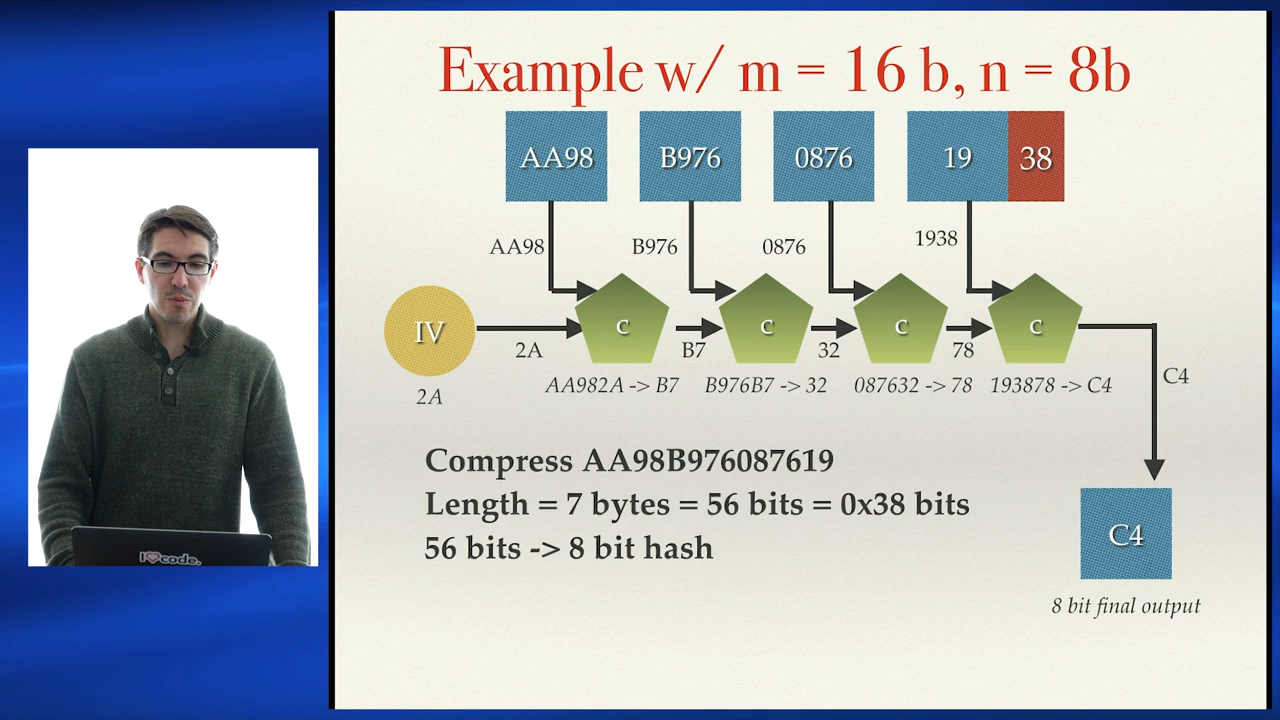 Example w/ m = 16 b, n = 8b
AA98 B976 0876 19 38
AA98 B976 0876 1938
IV c c c c
2A B7 32 78 C4
2A AA982A -> B7 B976B7 -> 32 087632 -> 78 193878 -> C4
Compress AA98B976087619
Length = 7 bytes = 56 bits = 0x38 bits
56 bits -> 8 bit hash
C4
8 bit final output
I❤code.